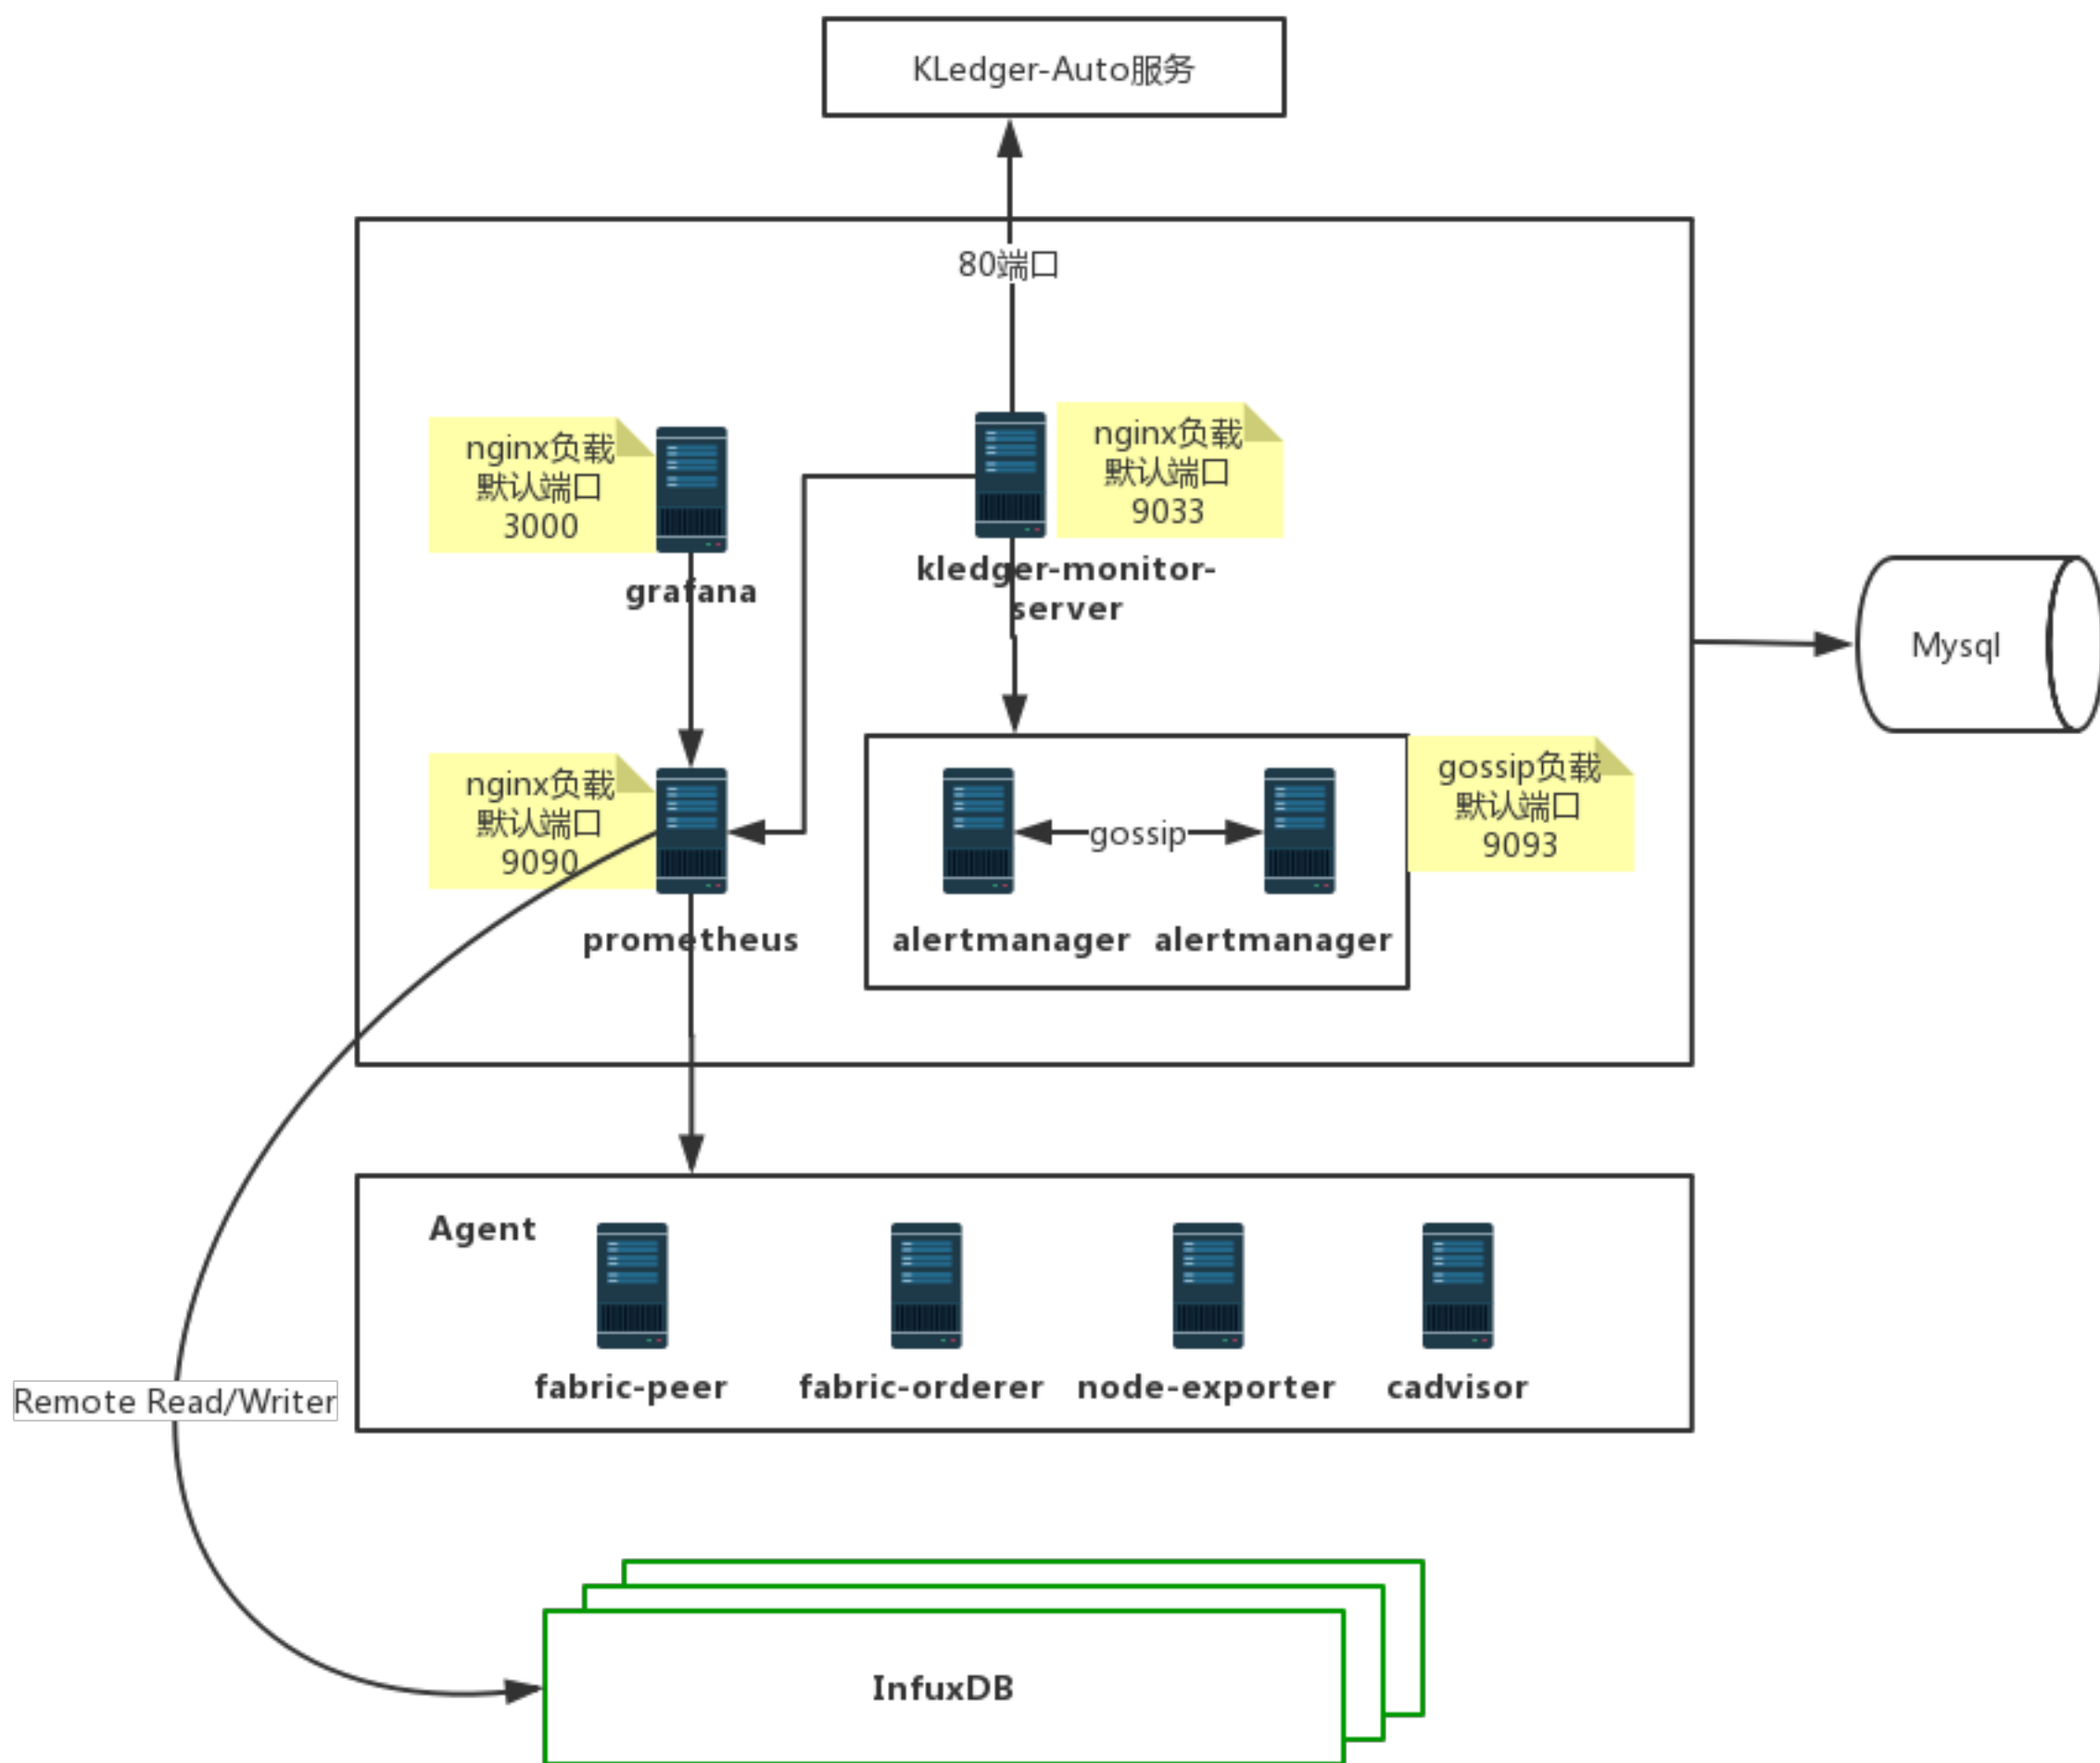 KLedger-Auto服务
80端口
nginx负载
默认端口
3000
grafana
nginx负载
默认端口
9033
kledger-monitor-
server
Mysql
nginx负载
默认端口
9090
prometheus
gossip
alertmanager
alertmanager
gossip负载
默认端口
9093
Agent
fabric-peer
fabric-orderer
node-exporter
cadvisor
Remote Read/Writer
InfuxDB